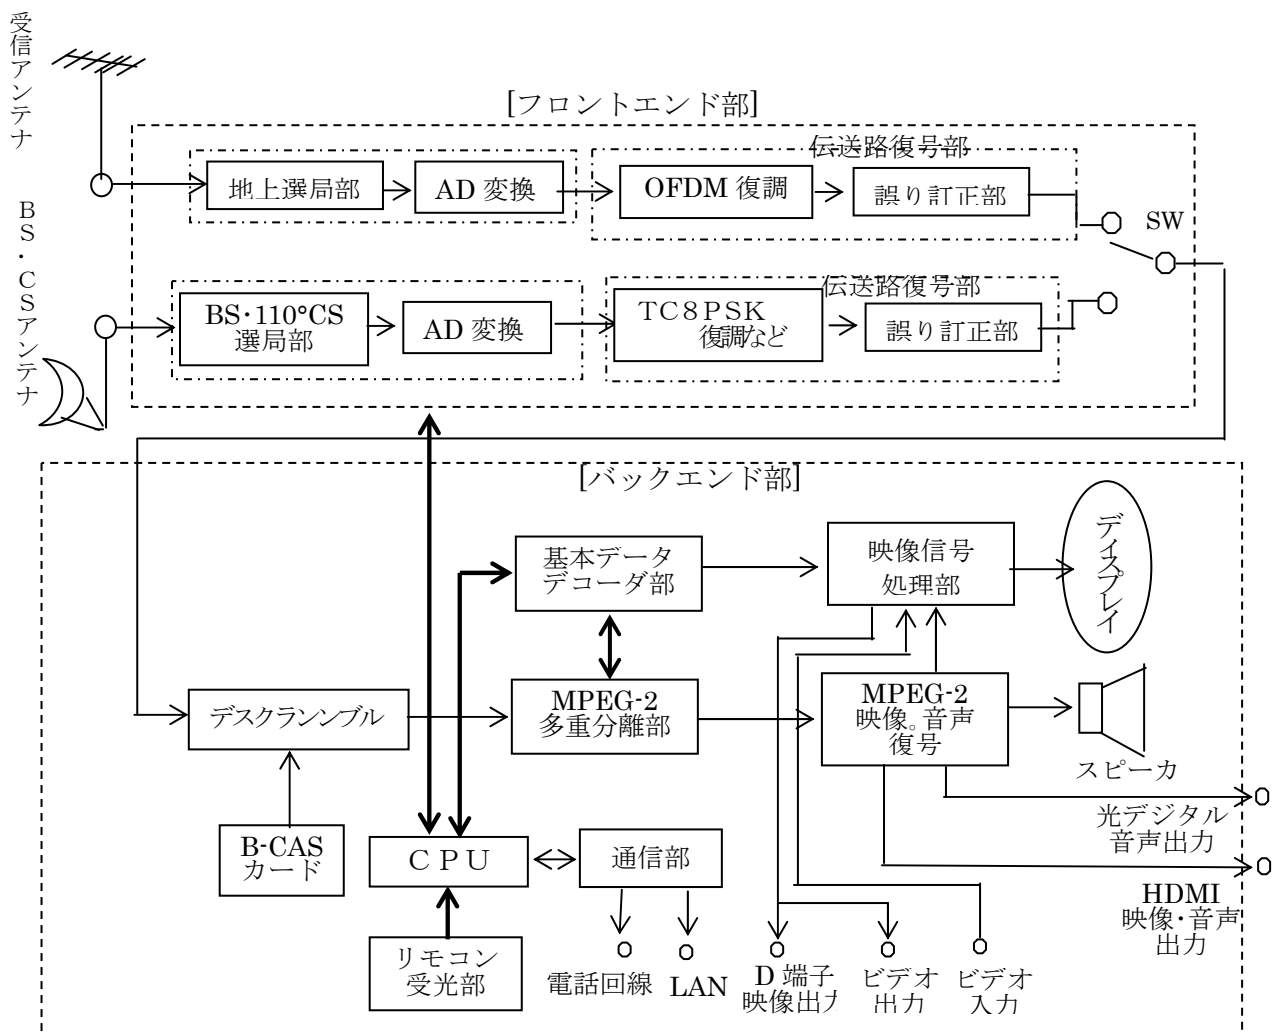 受信アンテナ
[フロントエンド部]
伝送路復号部
地上選局部
AD 変換
OFDM 復調
誤り訂正部
SW
BS・CSアンテナ
伝送路復号部
BS・110°CS
選局部
AD 変換
TC8PSK
復調など
誤り訂正部
[バックエンド部]
基本データ
デコーダ部
映像信号
処理部
ディスプレイ
デスクランンブル
MPEG-2
多重分離部
MPEG-2
映像。音声
復号
スピーカ
光デジタル
音声出力
B-CAS
カード
CPU
通信部
HDMI
映像・音声
出力
リモコン
受光部
電話回線
LAN
D 端子
映像出力
ビデオ
出力
ビデオ
入力